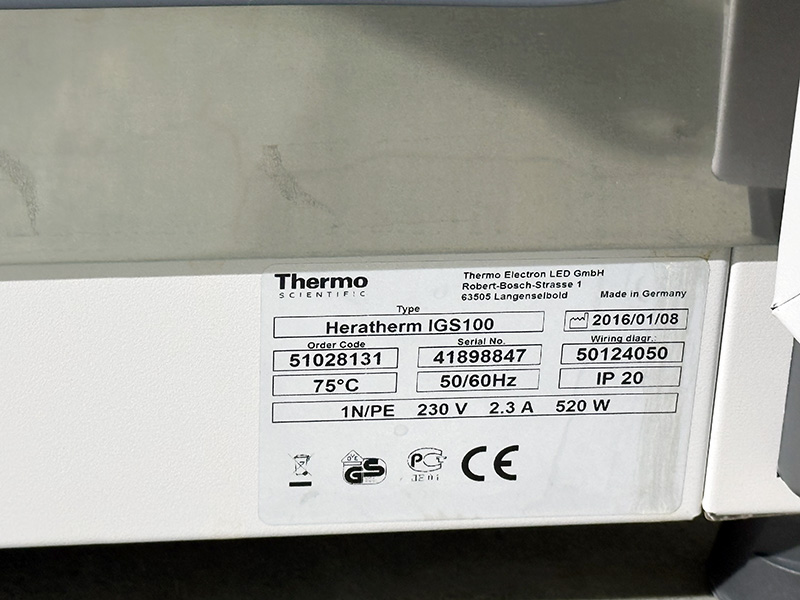 Thermo
SCIENTIFIC
Thermo Electron LED GmbH
Robert-Bosch-Strasse 1
63505 Langenselbold
Made in Germany
Type
Heratherm IGS100
2016/01/08
Order Code
Serial No.
Wiring diagr.:
51028131
41898847
50124050
75°C
50/60Hz
IP 20
1N/PE 230 V 2.3 A 520 W
GS
PG
CE